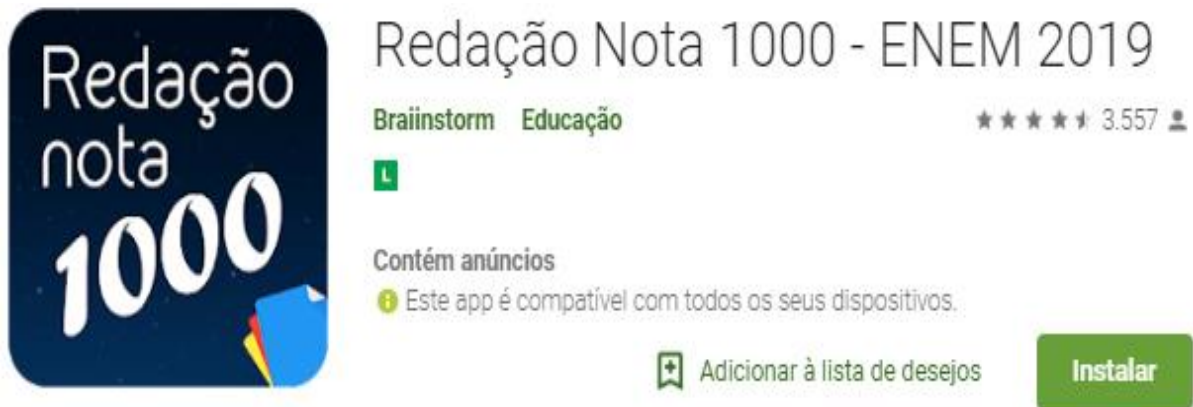 Redação
nota
1000
Redação Nota 1000 - ENEM 2019
Braiinstorm Educação
3.557
L
Contém anúncios
Este app é compatível com todos os seus dispositivos.
Adicionar à lista de desejos
Instalar